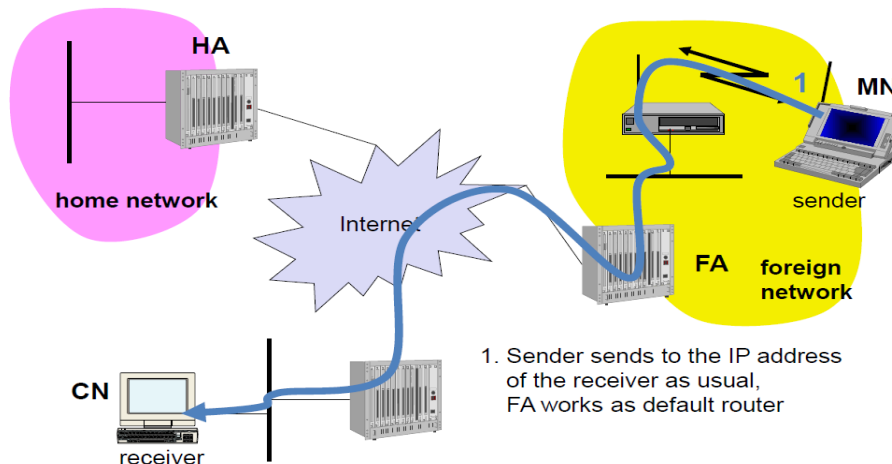 HA
home network
Internet
1
MN
sender
FA
foreign
network
CN
receiver
1. Sender sends to the IP address
of the receiver as usual,
FA works as default router